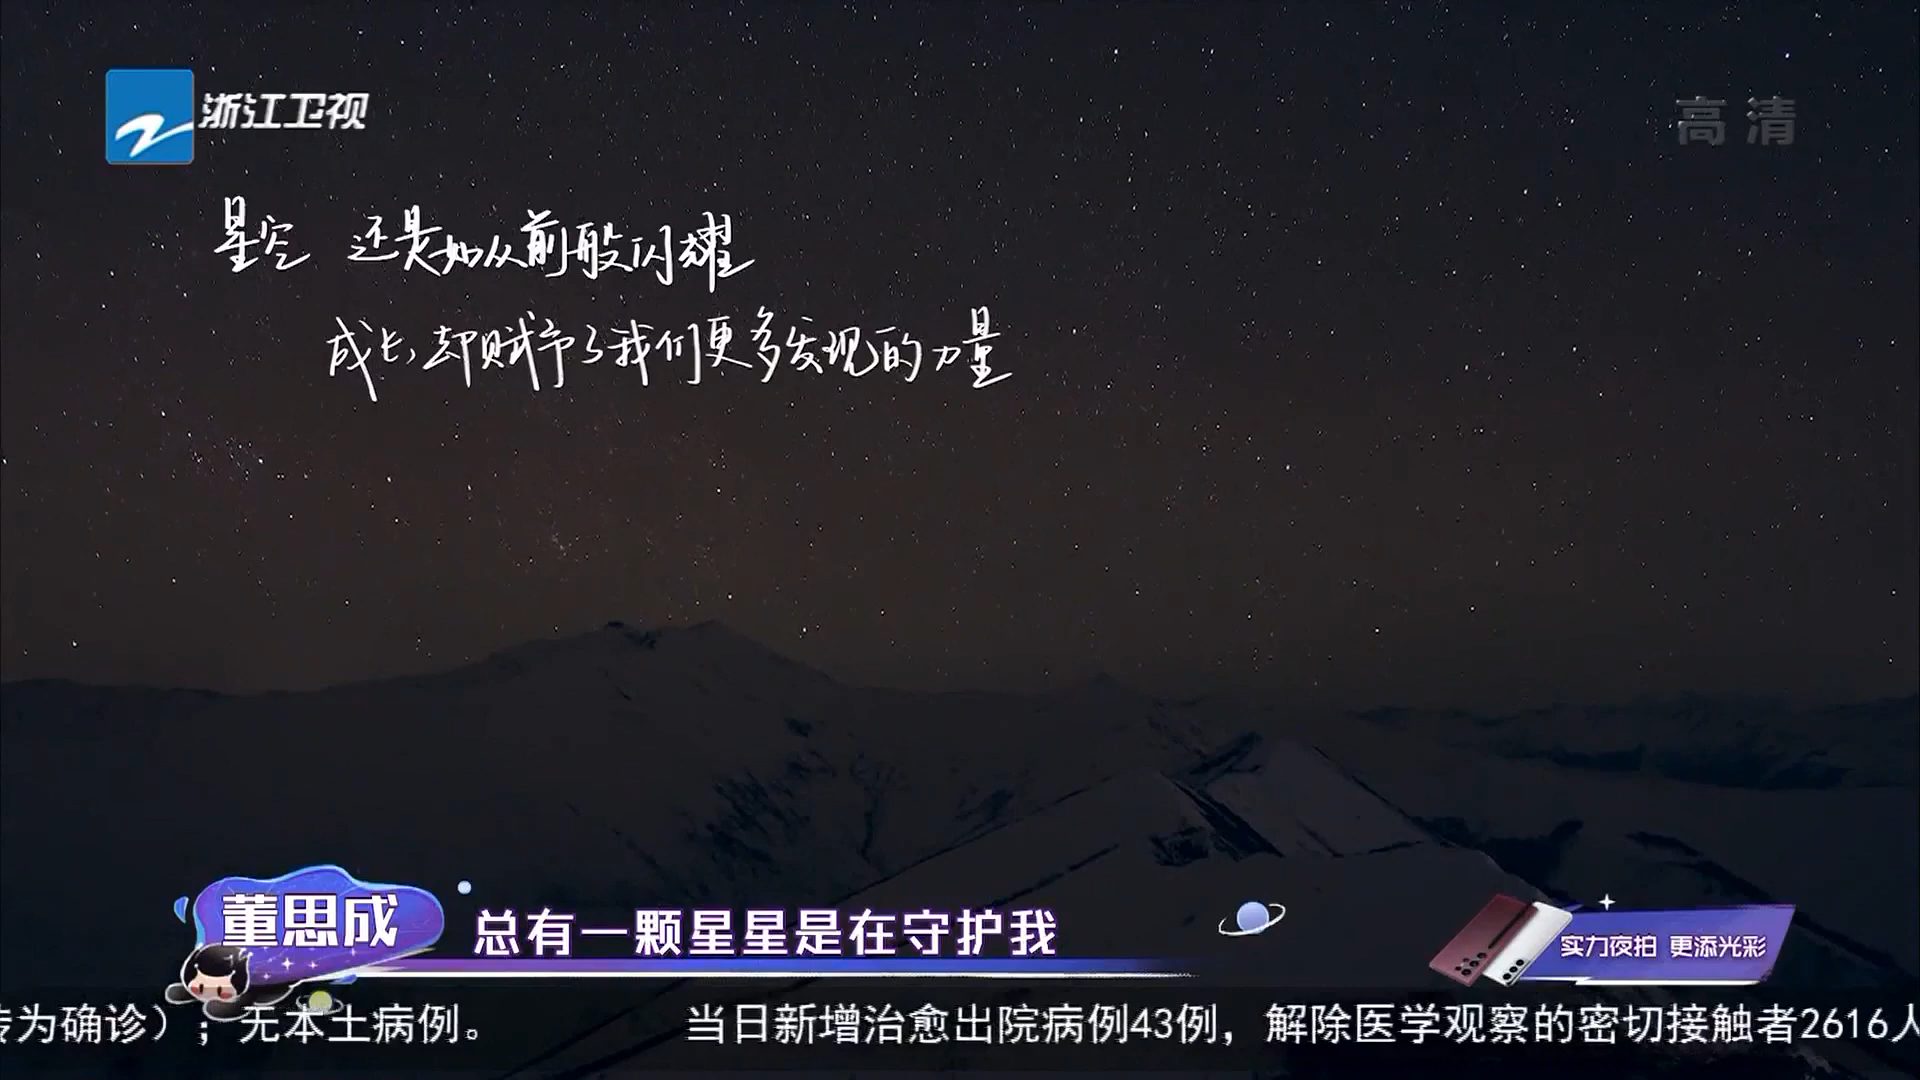 浙江卫视
高清
星空 还是如从前般闪耀
成长,却赋予了我们更多发现的力量
董思成
总有一颗星星是在守护我
实力夜拍 更添光彩
为确诊）；无本土病例。 当日新增治愈出院病例43例，解除医学观察的密切接触者2616人